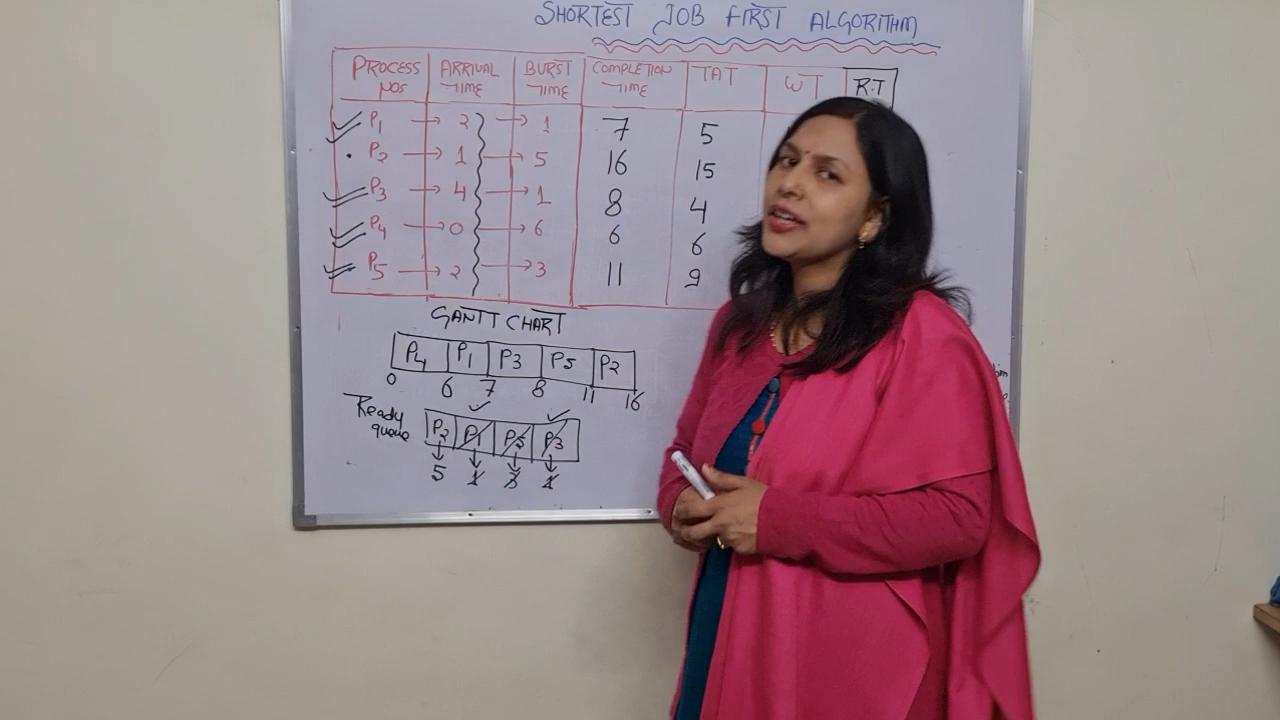 SHORTEST JOB FIRST ALGORITHM
PROCESS NOS ARRIVAL TIME BURST TIME COMPLETION TIME TAT WT R.T
P1 → 2 → 1 7 5
P2 → 1 → 5 16 15
P3 → 4 → 1 8 4
P4 → 0 → 6 6 6
P5 → 2 → 3 11 9
GANTT CHART
P4 P1 P3 P5 P2
0 6 7 8 11 16
Ready queue
P2 P1 P5 P3
5 1 3 1